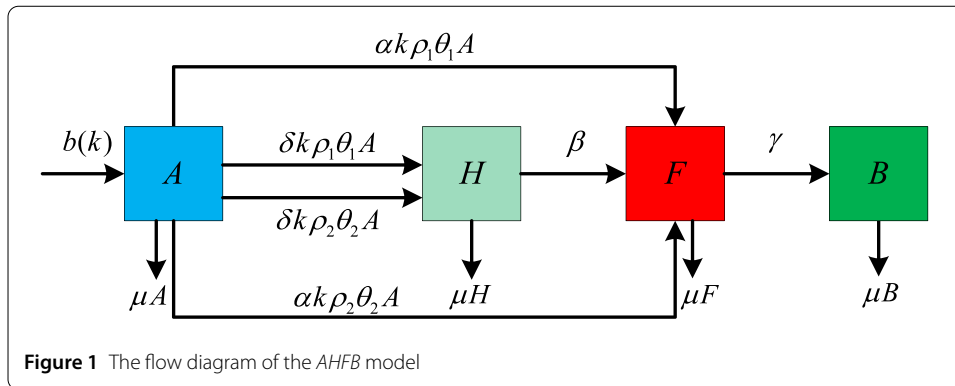 αkρ₁θ₁A
b(k)
A
δkρ₁θ₁A
δkρ₂θ₂A
H
β
F
γ
B
μA
αkρ₂θ₂A
μH
μF
μB
Figure 1 The flow diagram of the AHFB model